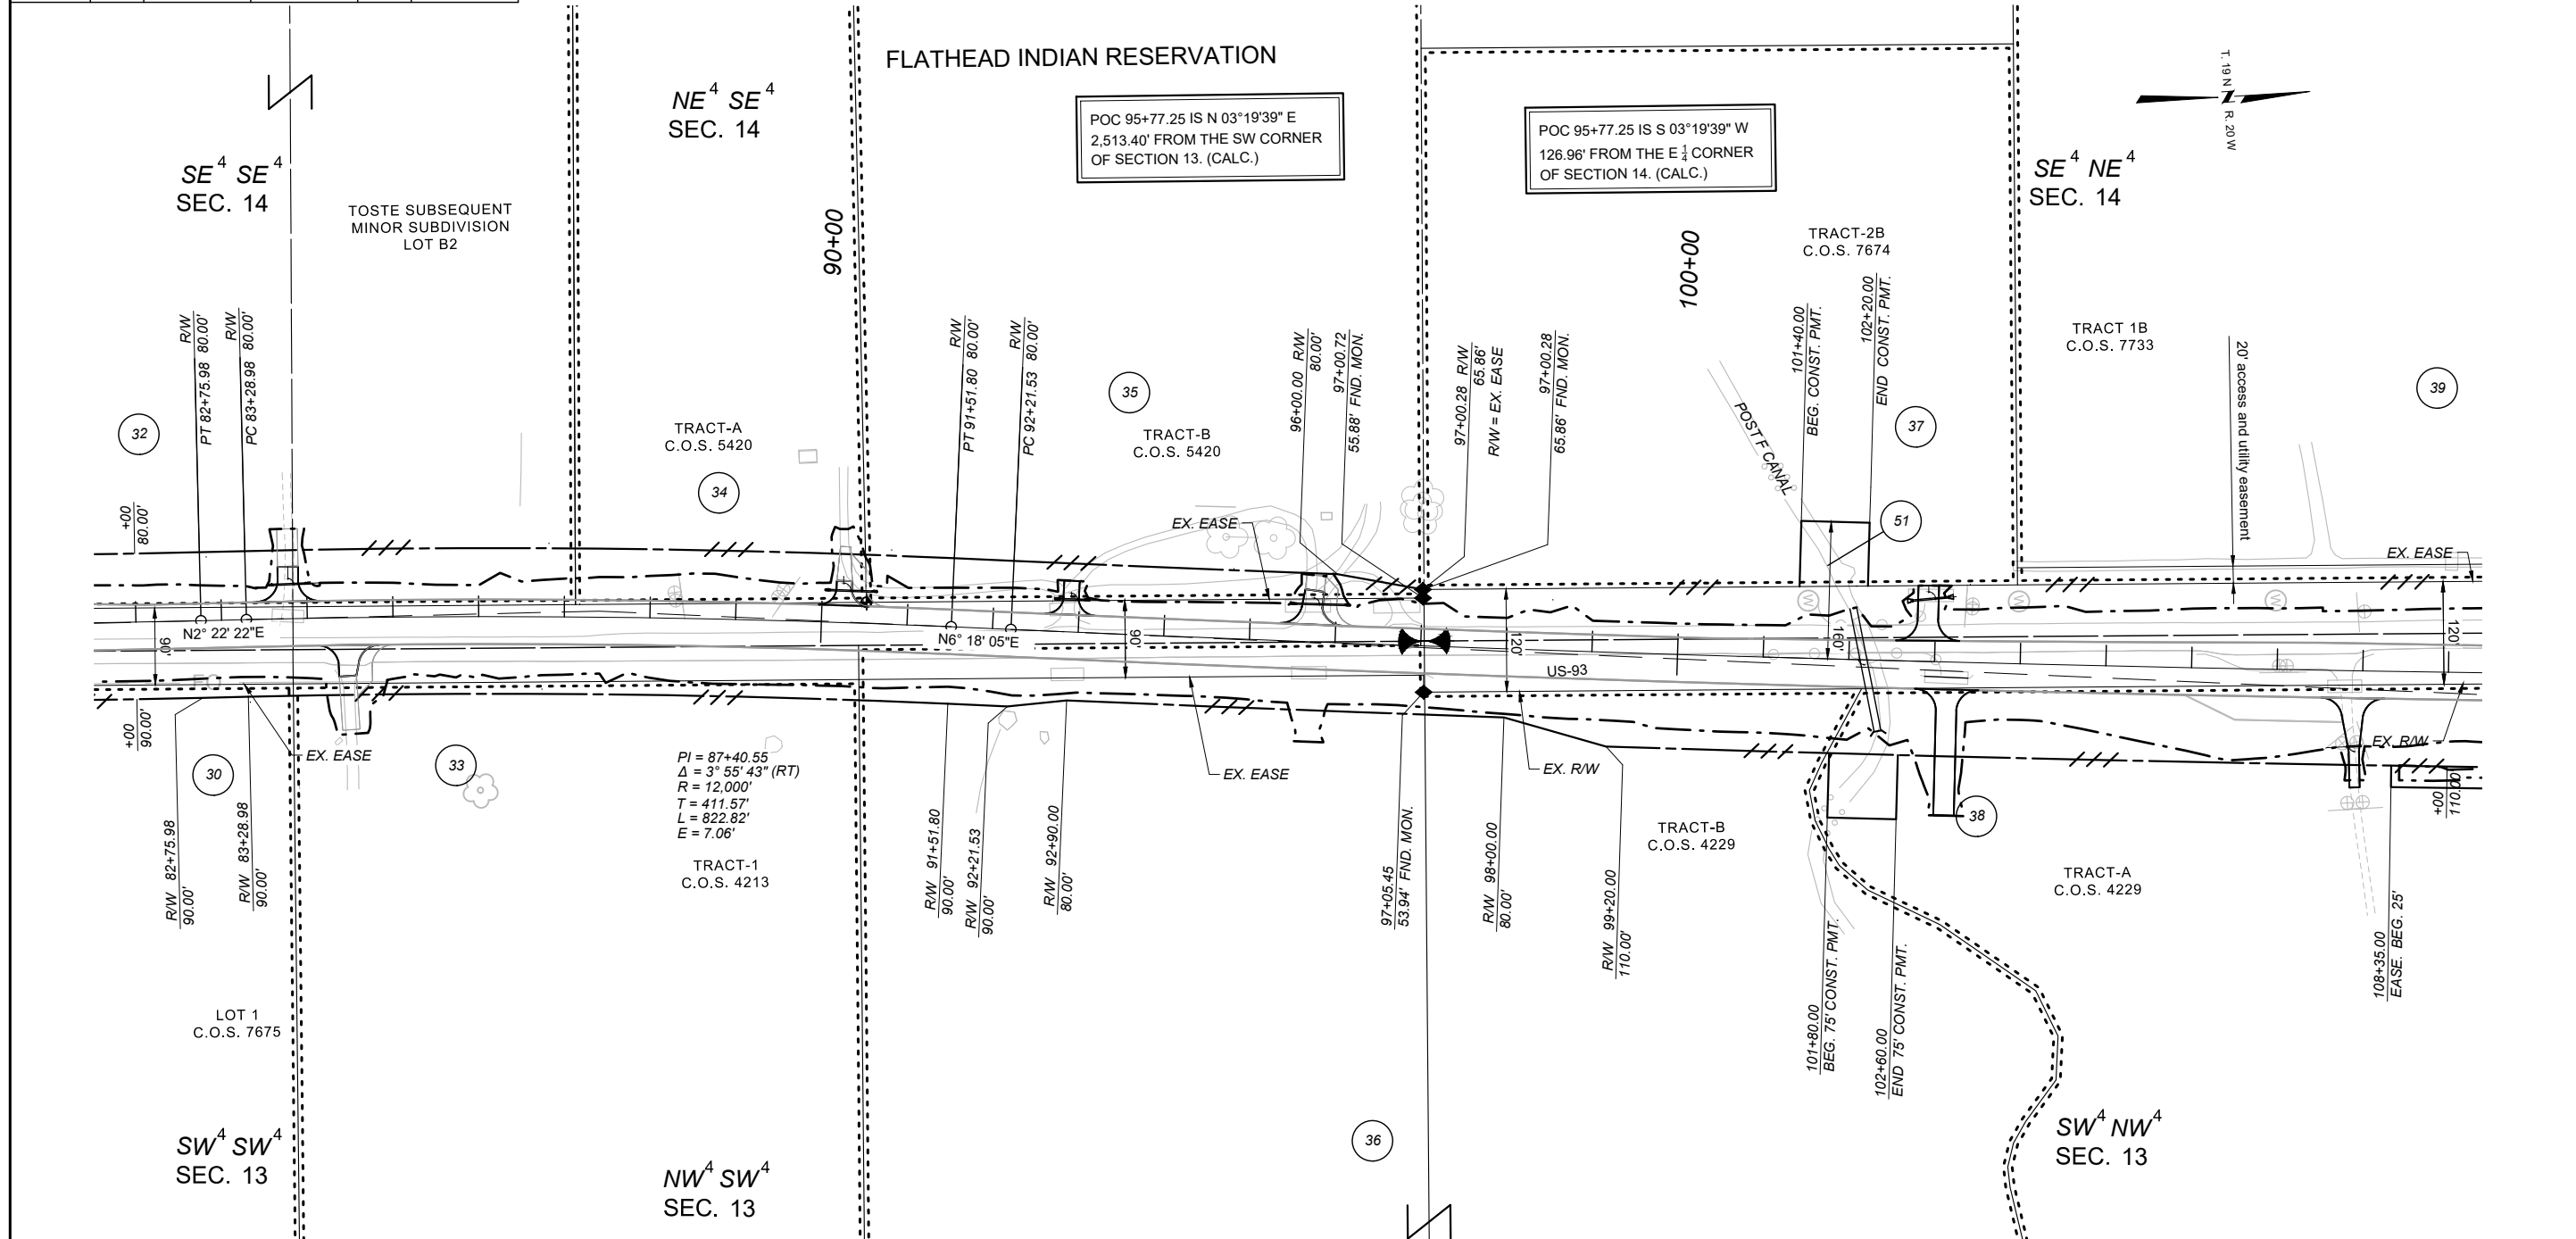 FLATHEAD INDIAN RESERVATION
T. 19 N.
R. 20 W
N
SE⁴ SE⁴
SEC. 14
NE⁴ SE⁴
SEC. 14
POC 95+77.25 IS N 03°19'39" E
2,513.40' FROM THE SW CORNER
OF SECTION 13. (CALC.)
POC 95+77.25 IS S 03°19'39" W
126.96' FROM THE E 1/4 CORNER
OF SECTION 14. (CALC.)
SE⁴ NE⁴
SEC. 14
TOSTE SUBSEQUENT
MINOR SUBDIVISION
LOT B2
90+00
100+00
TRACT-2B
C.O.S. 7674
TRACT 1B
C.O.S. 7733
R/W
PT 82+75.98 80.00'
R/W
PC 83+28.98 80.00'
R/W
PT 91+51.80 80.00'
R/W
PC 92+21.53 80.00'
96+00.00 R/W
80.00'
97+00.72
55.88' FND. MON.
97+00.28 R/W
65.86'
R/W = EX. EASE
97+00.28
65.86' FND. MON.
101+40.00
BEG. CONST. PMT.
102+20.00
END CONST. PMT.
20' access and utility easement
32
35
37
39
TRACT-A
C.O.S. 5420
TRACT-B
C.O.S. 5420
34
POST F CANAL
51
+00
80.00'
EX. EASE
EX. EASE
W
W
W
90'
N2° 22' 22"E
N6° 18' 05"E
90'
120'
160'
120'
US-93
+00
90.00'
EX. EASE
30
33
PI = 87+40.55
Δ = 3° 55' 43" (RT)
R = 12,000'
T = 411.57'
L = 822.82'
E = 7.06'
EX. EASE
EX. R/W
EX. R/W
+00
110.00'
38
R/W 82+75.98
90.00'
R/W 83+28.98
90.00'
TRACT-1
C.O.S. 4213
R/W 91+51.80
90.00'
R/W 92+21.53
90.00'
R/W 92+90.00
80.00'
97+05.45
53.94' FND. MON.
R/W 98+00.00
80.00'
R/W 99+20.00
110.00'
TRACT-B
C.O.S. 4229
101+80.00
BEG. 75' CONST. PMT.
102+60.00
END 75' CONST. PMT.
TRACT-A
C.O.S. 4229
108+35.00
EASE. BEG. 25'
LOT 1
C.O.S. 7675
SW⁴ SW⁴
SEC. 13
NW⁴ SW⁴
SEC. 13
36
SW⁴ NW⁴
SEC. 13